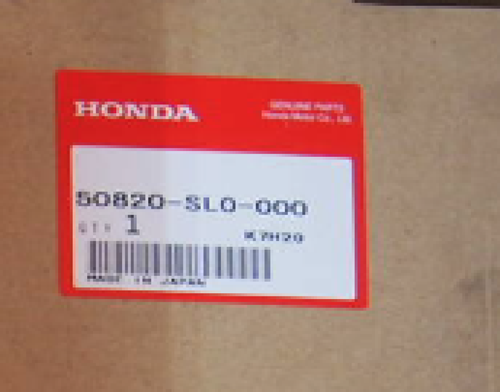 HONDA
GENUINE PARTS
Honda Motor Co., Ltd.
50820-SL0-000
QTY 1
K7H20
MADE IN JAPAN